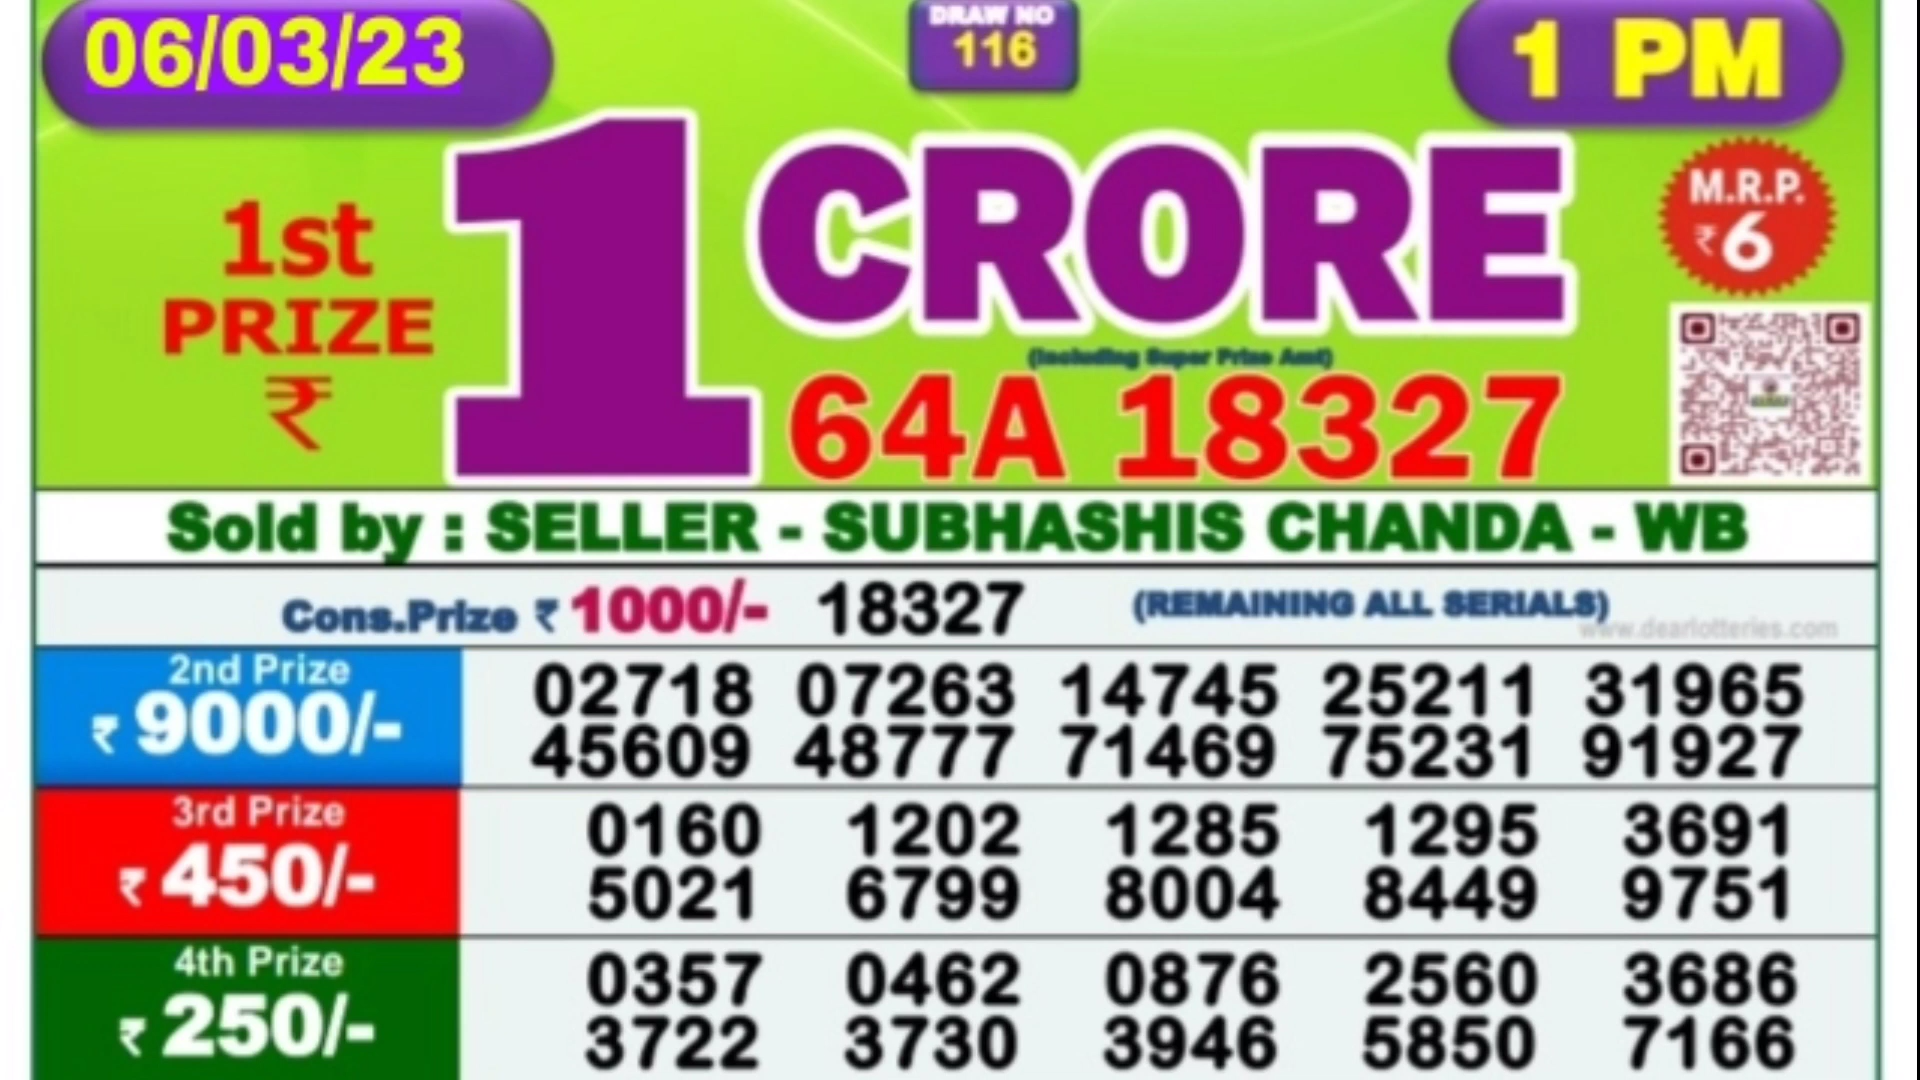 06/03/23
DRAW NO
116
1 PM
1 CRORE
1st
PRIZE
₹
M.R.P.
₹6
(Including Super Prize Amt)
64A 18327
Sold by : SELLER - SUBHASHIS CHANDA - WB
Cons.Prize ₹ 1000/- 18327 (REMAINING ALL SERIALS)
www.dearlotteries.com
2nd Prize
₹ 9000/-
02718 07263 14745 25211 31965
45609 48777 71469 75231 91927
3rd Prize
₹ 450/-
0160 1202 1285 1295 3691
5021 6799 8004 8449 9751
4th Prize
₹ 250/-
0357 0462 0876 2560 3686
3722 3730 3946 5850 7166